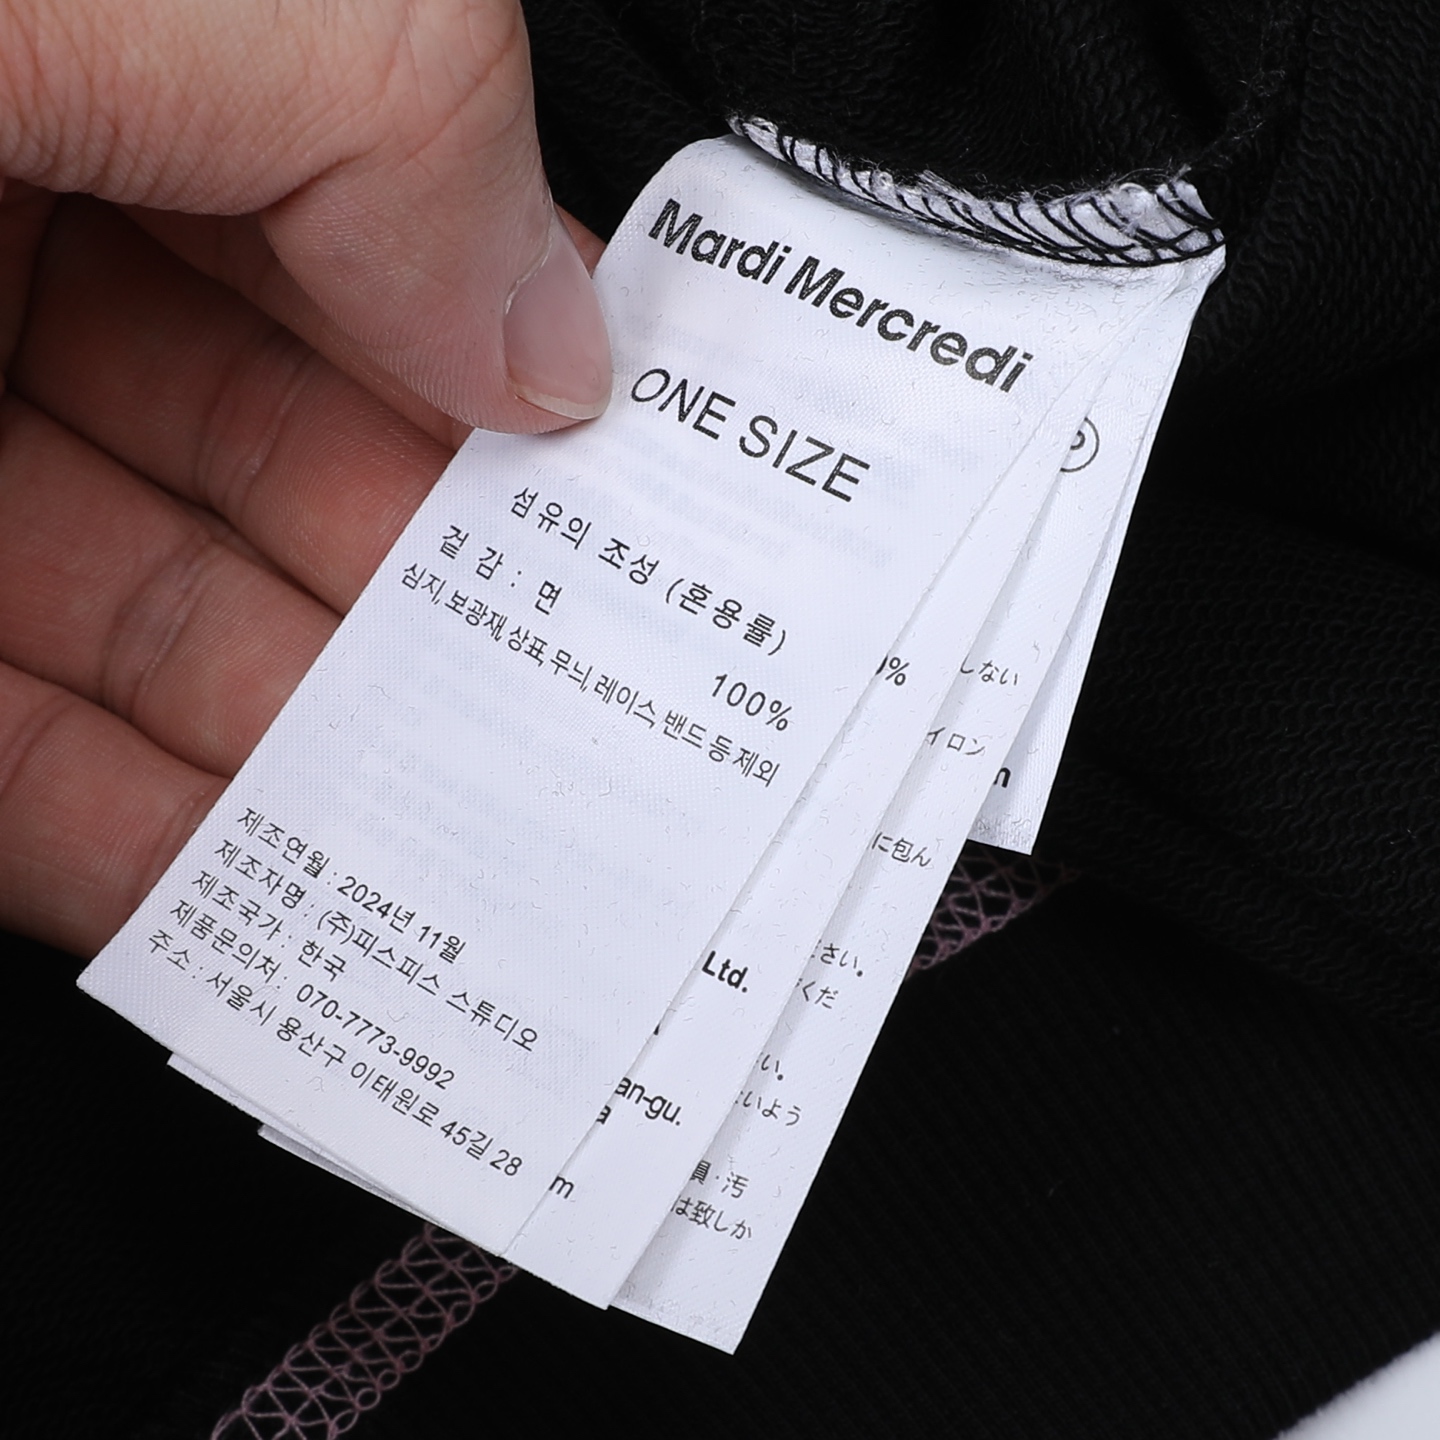 Mardi Mercredi
ONE SIZE
섬유의 조성 (혼용률)
겉 감 : 면
100%
심지, 보광재, 상표, 무늬, 레이스, 밴드 등 제외
제조연월 : 2024년 11월
제조자명 : (주)피스피스 스튜디오
제조국가 : 한국
제품문의처 : 070-7773-9992
주소 : 서울시 용산구 이태원로 45길 28
%
Ltd.
an-gu.
a
m
しない
イロン
に包ん
さい。
くだ
い。
いよう
員・汚
は致しか
n